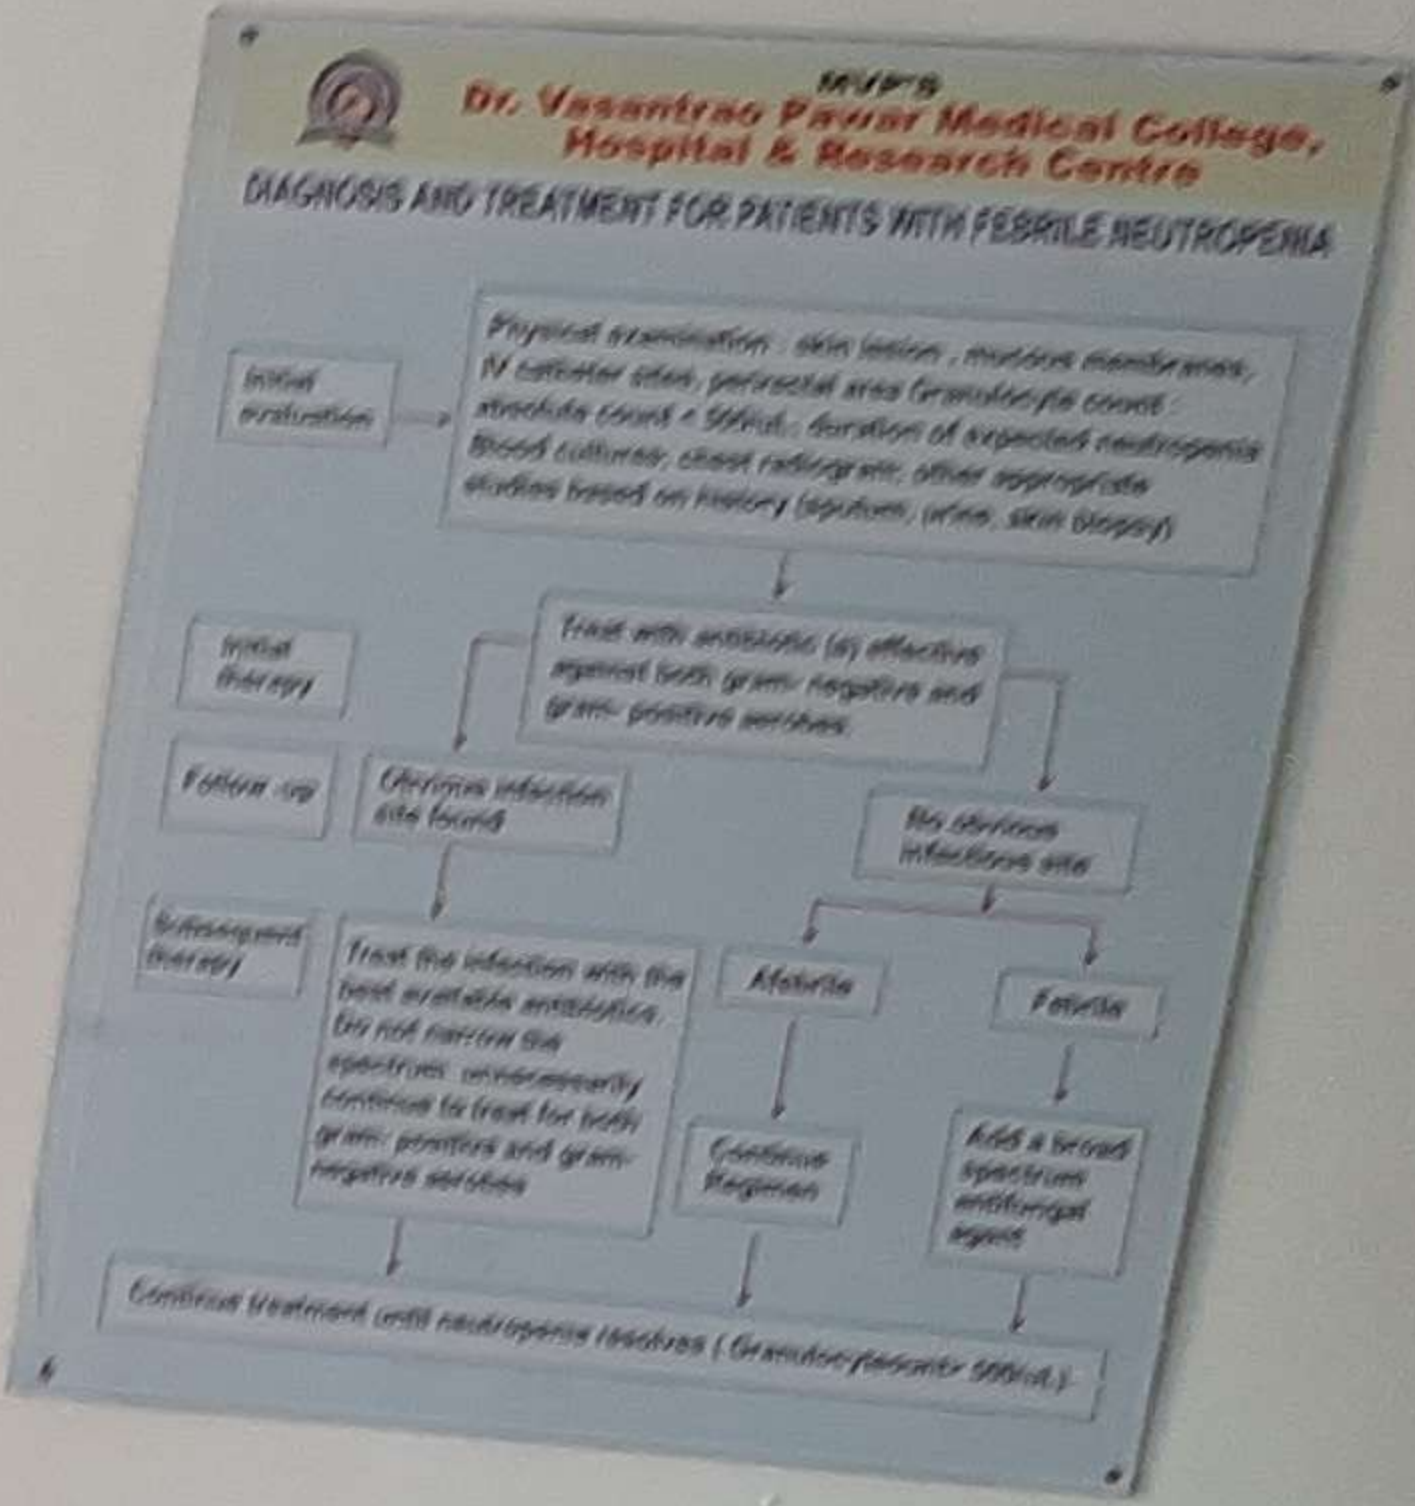 MVP'S
Dr. Vasantrao Pawar Medical College,
Hospital & Research Centre
DIAGNOSIS AND TREATMENT FOR PATIENTS WITH FEBRILE NEUTROPENIA
Initial
evaluation
Physical examination : skin lesion , mucous membranes,
IV catheter sites, perirectal area Granulocyte count :
absolute count < 500/uL : duration of expected neutropenia
Blood cultures, chest radiogram, other appropriate
studies based on history (sputum, urine, skin biopsy)
Initial
therapy
Treat with antibiotic (s) effective
against both gram- negative and
gram- positive aerobes.
Follow -up
Obvious infection
site found
No obvious
infectious site
Subsequent
therapy
Treat the infection with the
best available antibiotics.
Do not narrow the
spectrum unnecessarily
continue to treat for both
gram- positive and gram-
negative aerobes
Afebrile
Febrile
Continue
Regimen
Add a broad
spectrum
antifungal
agent
Continue treatment until neutropenia resolves ( 500/uL)